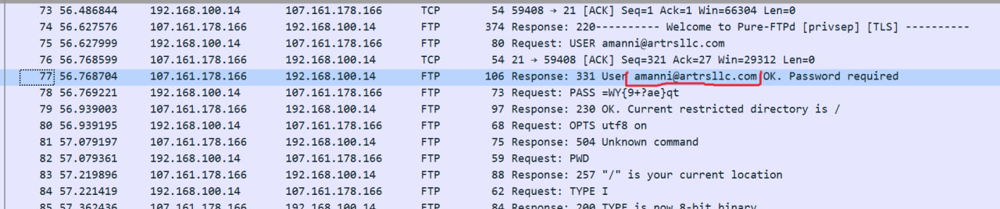 73 56.486844 192.168.100.14 107.161.178.166 TCP 54 59408 → 21 [ACK] Seq=1 Ack=1 Win=66304 Len=0
74 56.627576 107.161.178.166 192.168.100.14 FTP 374 Response: 220---------- Welcome to Pure-FTPd [privsep] [TLS] ----------
75 56.627999 192.168.100.14 107.161.178.166 FTP 80 Request: USER amanni@artrsllc.com
76 56.768599 107.161.178.166 192.168.100.14 TCP 54 21 → 59408 [ACK] Seq=321 Ack=27 Win=29312 Len=0
77 56.768704 107.161.178.166 192.168.100.14 FTP 106 Response: 331 User amanni@artrsllc.com OK. Password required
78 56.769221 192.168.100.14 107.161.178.166 FTP 73 Request: PASS =WY{9+?ae}qt
79 56.939003 107.161.178.166 192.168.100.14 FTP 97 Response: 230 OK. Current restricted directory is /
80 56.939195 192.168.100.14 107.161.178.166 FTP 68 Request: OPTS utf8 on
81 57.079197 107.161.178.166 192.168.100.14 FTP 75 Response: 504 Unknown command
82 57.079361 192.168.100.14 107.161.178.166 FTP 59 Request: PWD
83 57.219896 107.161.178.166 192.168.100.14 FTP 88 Response: 257 "/" is your current location
84 57.221419 192.168.100.14 107.161.178.166 FTP 62 Request: TYPE I
85 57.362436 107.161.178.166 192.168.100.14 FTP 84 Response: 200 TYPE is now 8-bit binary